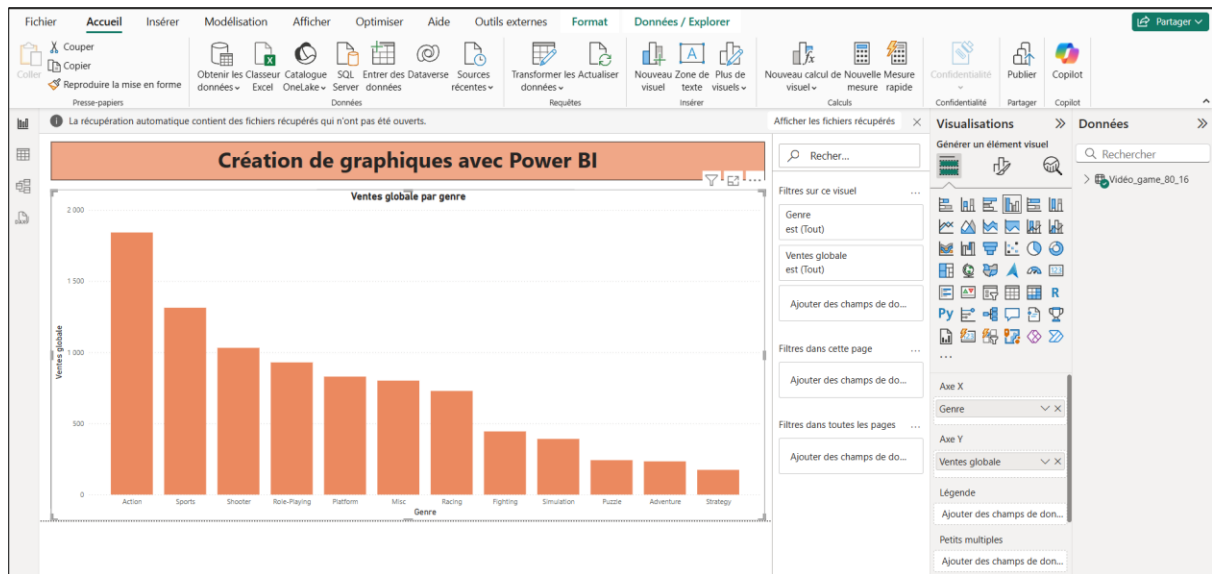 Fichier Accueil Insérer Modélisation Afficher Optimiser Aide Outils externes Format Données / Explorer Partager
Coller
Couper
Copier
Reproduire la mise en forme
Presse-papiers
Obtenir les données
Classeur Excel
Catalogue OneLake
SQL Server
Entrer des données
Dataverse
Sources récentes
Données
Transformer les données
Actualiser
Requêtes
Nouveau visuel
Zone de texte
Plus de visuels
Insérer
Nouveau calcul de visuel
Nouvelle mesure
Mesure rapide
Calculs
Confidentialité
Confidentialité
Publier
Partager
Copilot
Copilot
La récupération automatique contient des fichiers récupérés qui n'ont pas été ouverts.
Afficher les fichiers récupérés
Création de graphiques avec Power BI
Ventes globale par genre
Ventes globale
2 000
1 500
1 000
500
0
Action Sports Shooter Role-Playing Platform Misc Racing Fighting Simulation Puzzle Adventure Strategy
Genre
Recher...
Filtres sur ce visuel ...
Genre
est (Tout)
Ventes globale
est (Tout)
Ajouter des champs de do...
Filtres dans cette page ...
Ajouter des champs de do...
Filtres dans toutes les pages ...
Ajouter des champs de do...
Visualisations
Générer un élément visuel
123
R
Py
...
Axe X
Genre
Axe Y
Ventes globale
Légende
Ajouter des champs de don...
Petits multiples
Ajouter des champs de don...
Données
Rechercher
Vidéo_game_80_16